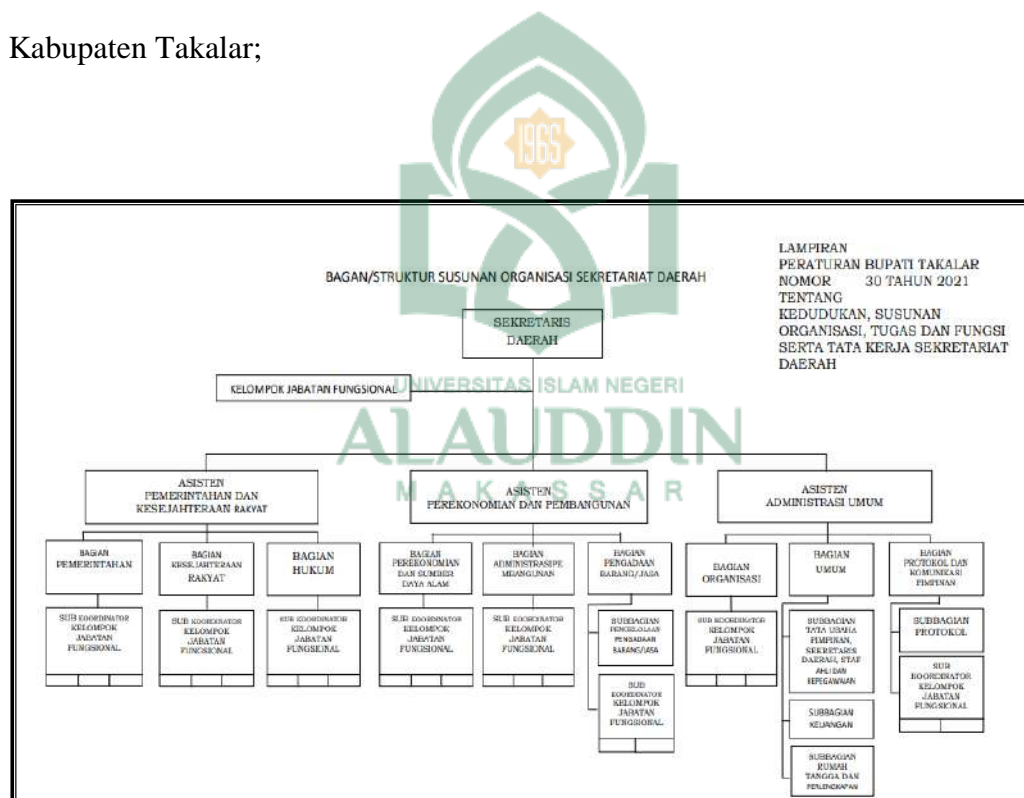 Kabupaten Takalar;
1965
LAMPIRAN
PERATURAN BUPATI TAKALAR
NOMOR 30 TAHUN 2021
TENTANG
KEDUDUKAN, SUSUNAN
ORGANISASI, TUGAS DAN FUNGSI
SERTA TATA KERJA SEKRETARIAT
DAERAH
BAGAN/STRUKTUR SUSUNAN ORGANISASI SEKRETARIAT DAERAH
SEKRETARIS
DAERAH
KELOMPOK JABATAN FUNGSIONAL
UNIVERSITAS ISLAM NEGERI
ALAUDDIN
MAKASSAR
ASISTEN
PEMERINTAHAN DAN
KESEJAHTERAAN RAKYAT
ASISTEN
PEREKONOMIAN DAN PEMBANGUNAN
ASISTEN
ADMINISTRASI UMUM
BAGIAN
PEMERINTAHAN
BAGIAN
KESEJAHTERAAN
RAKYAT
BAGIAN
HUKUM
BAGIAN
PEREKONOMIAN
DAN SUMBER
DAYA ALAM
BAGIAN
ADMINISTRASIPE
MBANGUNAN
BAGIAN
PENGADAAN
BARANG/JASA
BAGIAN
ORGANISASI
BAGIAN
UMUM
BAGIAN
PROTOKOL DAN
KOMUNIKASI
PIMPINAN
SUB KOORDINATOR
KELOMPOK
JABATAN
FUNGSIONAL
SUB KOORDINATOR
KELOMPOK
JABATAN
FUNGSIONAL
SUB KOORDINATOR
KELOMPOK
JABATAN
FUNGSIONAL
SUB KOORDINATOR
KELOMPOK
JABATAN
FUNGSIONAL
SUB KOORDINATOR
KELOMPOK
JABATAN
FUNGSIONAL
SUBBAGIAN
PENGELOLAAN
PENGADAAN
BARANG/JASA
SUB
KOORDINATOR
KELOMPOK
JABATAN
FUNGSIONAL
SUB KOORDINATOR
KELOMPOK
JABATAN
FUNGSIONAL
SUBBAGIAN
TATA USAHA
PIMPINAN,
SEKRETARIS
DAERAH, STAF
AHLI DAN
KEPEGAWAIAN
SUBBAGIAN
KEUANGAN
SUBBAGIAN
RUMAH
TANGGA DAN
PERLENGKAPAN
SUBBAGIAN
PROTOKOL
SUB
KOORDINATOR
KELOMPOK
JABATAN
FUNGSIONAL